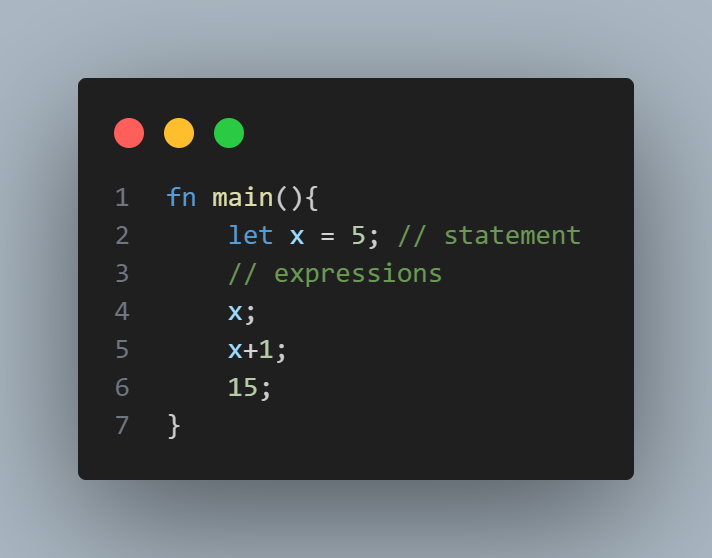 1 fn main(){
2 let x = 5; // statement
3 // expressions
4 x;
5 x+1;
6 15;
7 }